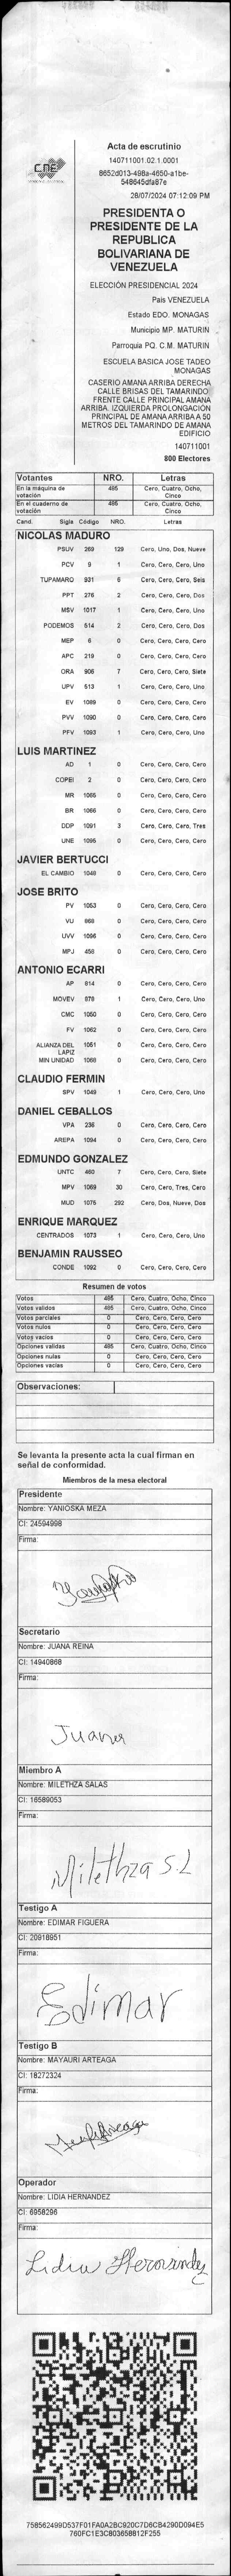 CNE
Acta de escrutinio
140711001.02.1.0001
8652d013-498a-4650-a1be-
548645dfa87e
28/07/2024 07:12:09 PM
PRESIDENTA O
PRESIDENTE DE LA
REPUBLICA
BOLIVARIANA DE
VENEZUELA
ELECCIÓN PRESIDENCIAL 2024
Pais VENEZUELA
Estado EDO. MONAGAS
Municipio MP. MATURIN
Parroquia PQ. C.M. MATURIN
ESCUELA BASICA JOSE TADEO
MONAGAS
CASERIO AMANA ARRIBA DERECHA
CALLE BRISAS DEL TAMARINDO.
FRENTE CALLE PRINCIPAL AMANA
ARRIBA. IZQUIERDA PROLONGACIÓN
PRINCIPAL DE AMANA ARRIBA A 50
METROS DEL TAMARINDO DE AMANA
EDIFICIO
140711001
800 Electores
Votantes NRO. Letras
En la máquina de votación 485 Cero, Cuatro, Ocho, Cinco
En el cuaderno de votación 485 Cero, Cuatro, Ocho, Cinco
Cand. Sigla Código NRO. Letras
NICOLAS MADURO
PSUV 269 129 Cero, Uno, Dos, Nueve
PCV 9 1 Cero, Cero, Cero, Uno
TUPAMARO 931 6 Cero, Cero, Cero, Seis
PPT 276 2 Cero, Cero, Cero, Dos
MSV 1017 1 Cero, Cero, Cero, Uno
PODEMOS 514 2 Cero, Cero, Cero, Dos
MEP 6 0 Cero, Cero, Cero, Cero
APC 219 0 Cero, Cero, Cero, Cero
ORA 906 7 Cero, Cero, Cero, Siete
UPV 513 1 Cero, Cero, Cero, Uno
EV 1089 0 Cero, Cero, Cero, Cero
PVV 1090 0 Cero, Cero, Cero, Cero
PFV 1093 1 Cero, Cero, Cero, Uno
LUIS MARTINEZ
AD 1 0 Cero, Cero, Cero, Cero
COPEI 2 0 Cero, Cero, Cero, Cero
MR 1065 0 Cero, Cero, Cero, Cero
BR 1066 0 Cero, Cero, Cero, Cero
DDP 1091 3 Cero, Cero, Cero, Tres
UNE 1095 0 Cero, Cero, Cero, Cero
JAVIER BERTUCCI
EL CAMBIO 1048 0 Cero, Cero, Cero, Cero
JOSE BRITO
PV 1053 0 Cero, Cero, Cero, Cero
VU 868 0 Cero, Cero, Cero, Cero
UVV 1096 0 Cero, Cero, Cero, Cero
MPJ 458 0 Cero, Cero, Cero, Cero
ANTONIO ECARRI
AP 814 0 Cero, Cero, Cero, Cero
MOVEV 878 1 Cero, Cero, Cero, Uno
CMC 1050 0 Cero, Cero, Cero, Cero
FV 1062 0 Cero, Cero, Cero, Cero
ALIANZA DEL LAPIZ 1051 0 Cero, Cero, Cero, Cero
MIN UNIDAD 1068 0 Cero, Cero, Cero, Cero
CLAUDIO FERMIN
SPV 1049 1 Cero, Cero, Cero, Uno
DANIEL CEBALLOS
VPA 236 0 Cero, Cero, Cero, Cero
AREPA 1094 0 Cero, Cero, Cero, Cero
EDMUNDO GONZALEZ
UNTC 460 7 Cero, Cero, Cero, Siete
MPV 1069 30 Cero, Cero, Tres, Cero
MUD 1075 292 Cero, Dos, Nueve, Dos
ENRIQUE MARQUEZ
CENTRADOS 1073 1 Cero, Cero, Cero, Uno
BENJAMIN RAUSSEO
CONDE 1092 0 Cero, Cero, Cero, Cero
Resumen de votos
Votos 485 Cero, Cuatro, Ocho, Cinco
Votos validos 485 Cero, Cuatro, Ocho, Cinco
Votos parciales 0 Cero, Cero, Cero, Cero
Votos nulos 0 Cero, Cero, Cero, Cero
Votos vacios 0 Cero, Cero, Cero, Cero
Opciones validas 485 Cero, Cuatro, Ocho, Cinco
Opciones nulas 0 Cero, Cero, Cero, Cero
Opciones vacias 0 Cero, Cero, Cero, Cero
Observaciones:
Se levanta la presente acta la cual firman en
señal de conformidad.
Miembros de la mesa electoral
Presidente
Nombre: YANIOSKA MEZA
CI: 24594998
Firma:
Secretario
Nombre: JUANA REINA
CI: 14940868
Firma:
Juana
Miembro A
Nombre: MILETHZA SALAS
CI: 16589053
Firma:
Milethza S.L
Testigo A
Nombre: EDIMAR FIGUERA
CI: 20918951
Firma:
Edimar
Testigo B
Nombre: MAYAURI ARTEAGA
CI: 18272324
Firma:
Operador
Nombre: LIDIA HERNANDEZ
CI: 6958296
Firma:
Lidia Hernández
758562499D537F01FA0A2BC920C7D6CB4290D094E5
760FC1E3C803658812F255